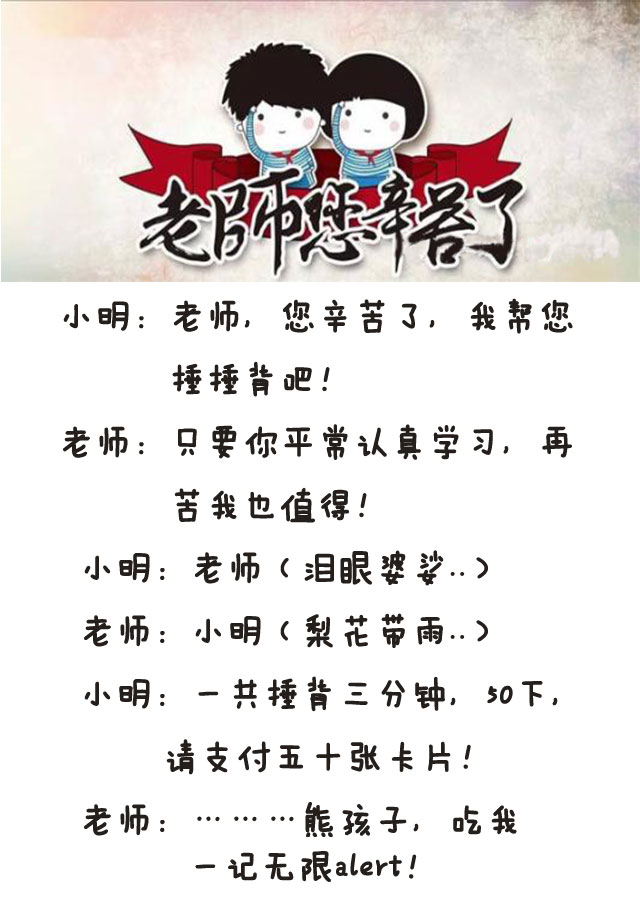 老師您辛苦了
小明：老师，您辛苦了，我帮您
捶捶背吧！
老师：只要你平常认真学习，再
苦我也值得！
小明：老师（泪眼婆娑..）
老师：小明（梨花带雨..）
小明：一共捶背三分钟，50下，
请支付五十张卡片！
老师：………熊孩子，吃我
一记无限alert！